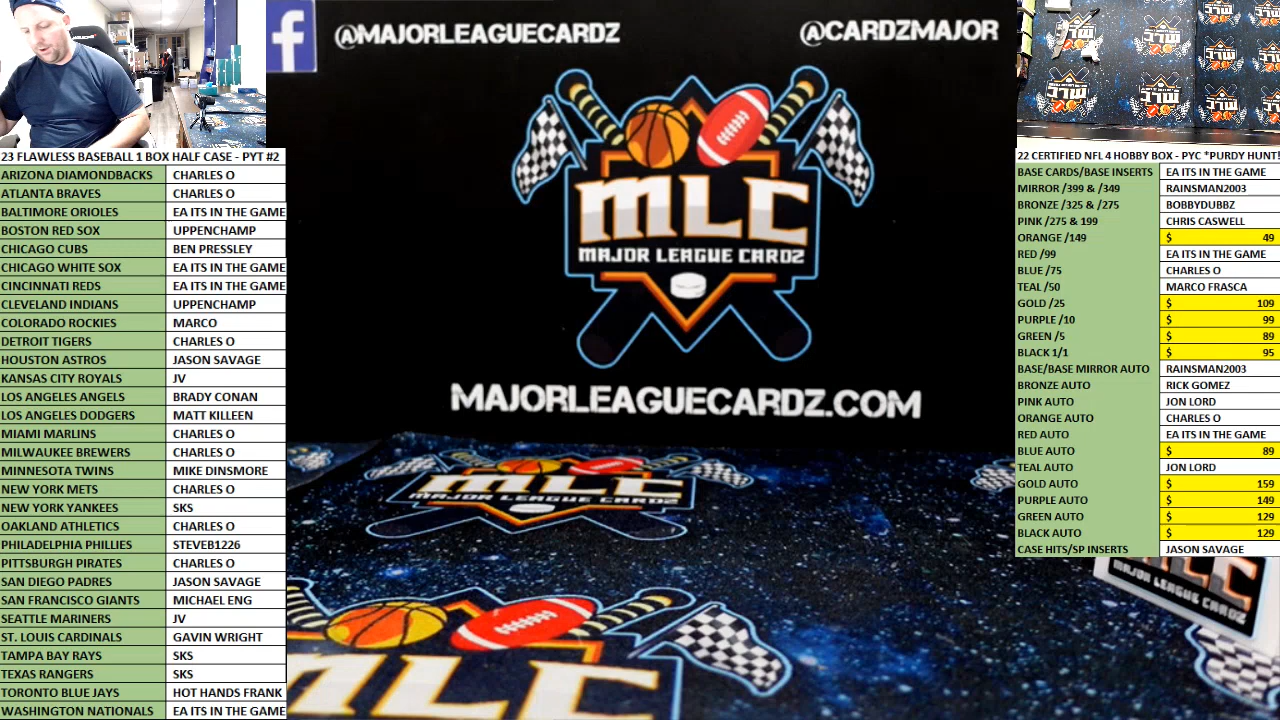 f @MAJORLEAGUECARDZ @CARDZMAJOR
MLC
MAJOR LEAGUE CARDZ
MAJORLEAGUECARDZ.COM
MLC
MAJOR LEAGUE CARDZ
MLC
MLC
MAJOR LEAGUE CARDZ
23 FLAWLESS BASEBALL 1 BOX HALF CASE - PYT #2
ARIZONA DIAMONDBACKS CHARLES O
ATLANTA BRAVES CHARLES O
BALTIMORE ORIOLES EA ITS IN THE GAME
BOSTON RED SOX UPPENCHAMP
CHICAGO CUBS BEN PRESSLEY
CHICAGO WHITE SOX EA ITS IN THE GAME
CINCINNATI REDS EA ITS IN THE GAME
CLEVELAND INDIANS UPPENCHAMP
COLORADO ROCKIES MARCO
DETROIT TIGERS CHARLES O
HOUSTON ASTROS JASON SAVAGE
KANSAS CITY ROYALS JV
LOS ANGELES ANGELS BRADY CONAN
LOS ANGELES DODGERS MATT KILLEEN
MIAMI MARLINS CHARLES O
MILWAUKEE BREWERS CHARLES O
MINNESOTA TWINS MIKE DINSMORE
NEW YORK METS CHARLES O
NEW YORK YANKEES SKS
OAKLAND ATHLETICS CHARLES O
PHILADELPHIA PHILLIES STEVEB1226
PITTSBURGH PIRATES CHARLES O
SAN DIEGO PADRES JASON SAVAGE
SAN FRANCISCO GIANTS MICHAEL ENG
SEATTLE MARINERS JV
ST. LOUIS CARDINALS GAVIN WRIGHT
TAMPA BAY RAYS SKS
TEXAS RANGERS SKS
TORONTO BLUE JAYS HOT HANDS FRANK
WASHINGTON NATIONALS EA ITS IN THE GAME
22 CERTIFIED NFL 4 HOBBY BOX - PYC *PURDY HUNT!
BASE CARDS/BASE INSERTS EA ITS IN THE GAME
MIRROR /399 & /349 RAINSMAN2003
BRONZE /325 & /275 BOBBYDUBBZ
PINK /275 & 199 CHRIS CASWELL
ORANGE /149 $ 49
RED /99 EA ITS IN THE GAME
BLUE /75 CHARLES O
TEAL /50 MARCO FRASCA
GOLD /25 $ 109
PURPLE /10 $ 99
GREEN /5 $ 89
BLACK 1/1 $ 95
BASE/BASE MIRROR AUTO RAINSMAN2003
BRONZE AUTO RICK GOMEZ
PINK AUTO JON LORD
ORANGE AUTO CHARLES O
RED AUTO EA ITS IN THE GAME
BLUE AUTO $ 89
TEAL AUTO JON LORD
GOLD AUTO $ 159
PURPLE AUTO $ 149
GREEN AUTO $ 129
BLACK AUTO $ 129
CASE HITS/SP INSERTS JASON SAVAGE